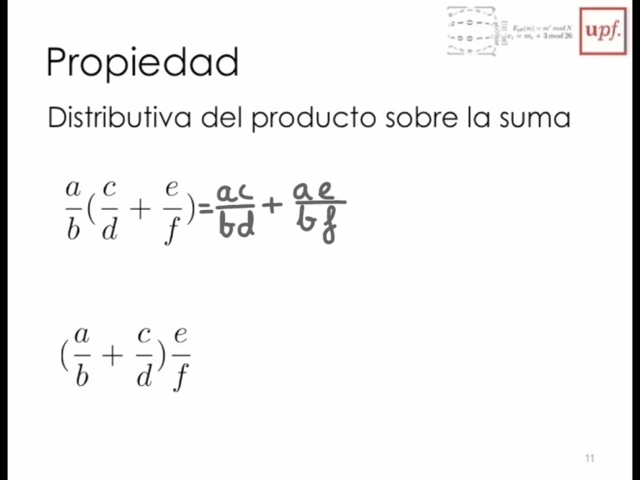 upf.
Propiedad
Distributiva del producto sobre la suma
a/b(c/d + e/f)=ac/bd + ae/bf
(a/b + c/d)e/f
11